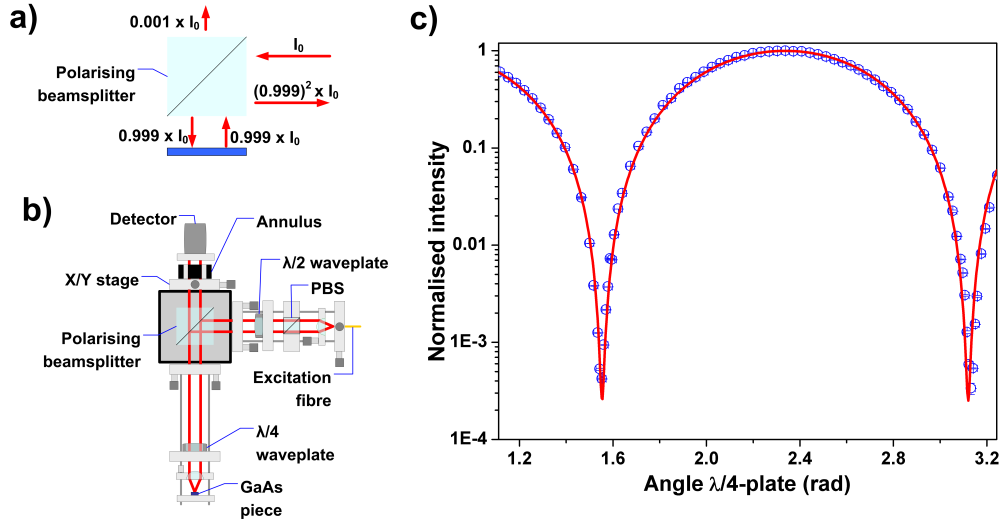 a)
0.001 x I₀
I₀
Polarising
beamsplitter
(0.999)² x I₀
0.999 x I₀
0.999 x I₀
b)
Detector
Annulus
X/Y stage
λ/2 waveplate
PBS
Polarising
beamsplitter
Excitation
fibre
λ/4
waveplate
GaAs
piece
c)
Normalised intensity
1
0.1
0.01
1E-3
1E-4
1.2
1.6
2.0
2.4
2.8
3.2
Angle λ/4-plate (rad)